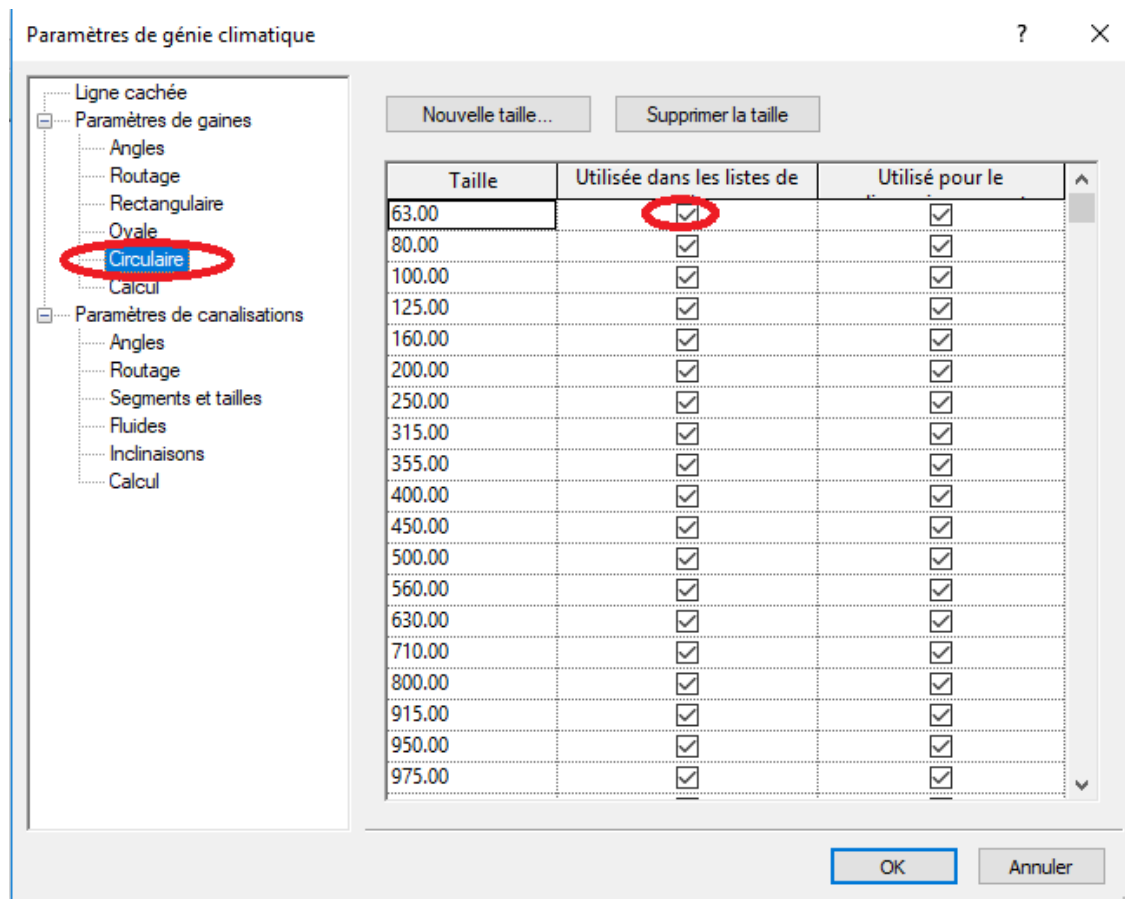 Paramètres de génie climatique
?
Ligne cachée
Paramètres de gaines
Angles
Routage
Rectangulaire
Ovale
Circulaire
Calcul
Paramètres de canalisations
Angles
Routage
Segments et tailles
Fluides
Inclinaisons
Calcul
Nouvelle taille...
Supprimer la taille
Taille
Utilisée dans les listes de
Utilisé pour le
63.00
80.00
100.00
125.00
160.00
200.00
250.00
315.00
355.00
400.00
450.00
500.00
560.00
630.00
710.00
800.00
915.00
950.00
975.00
OK
Annuler